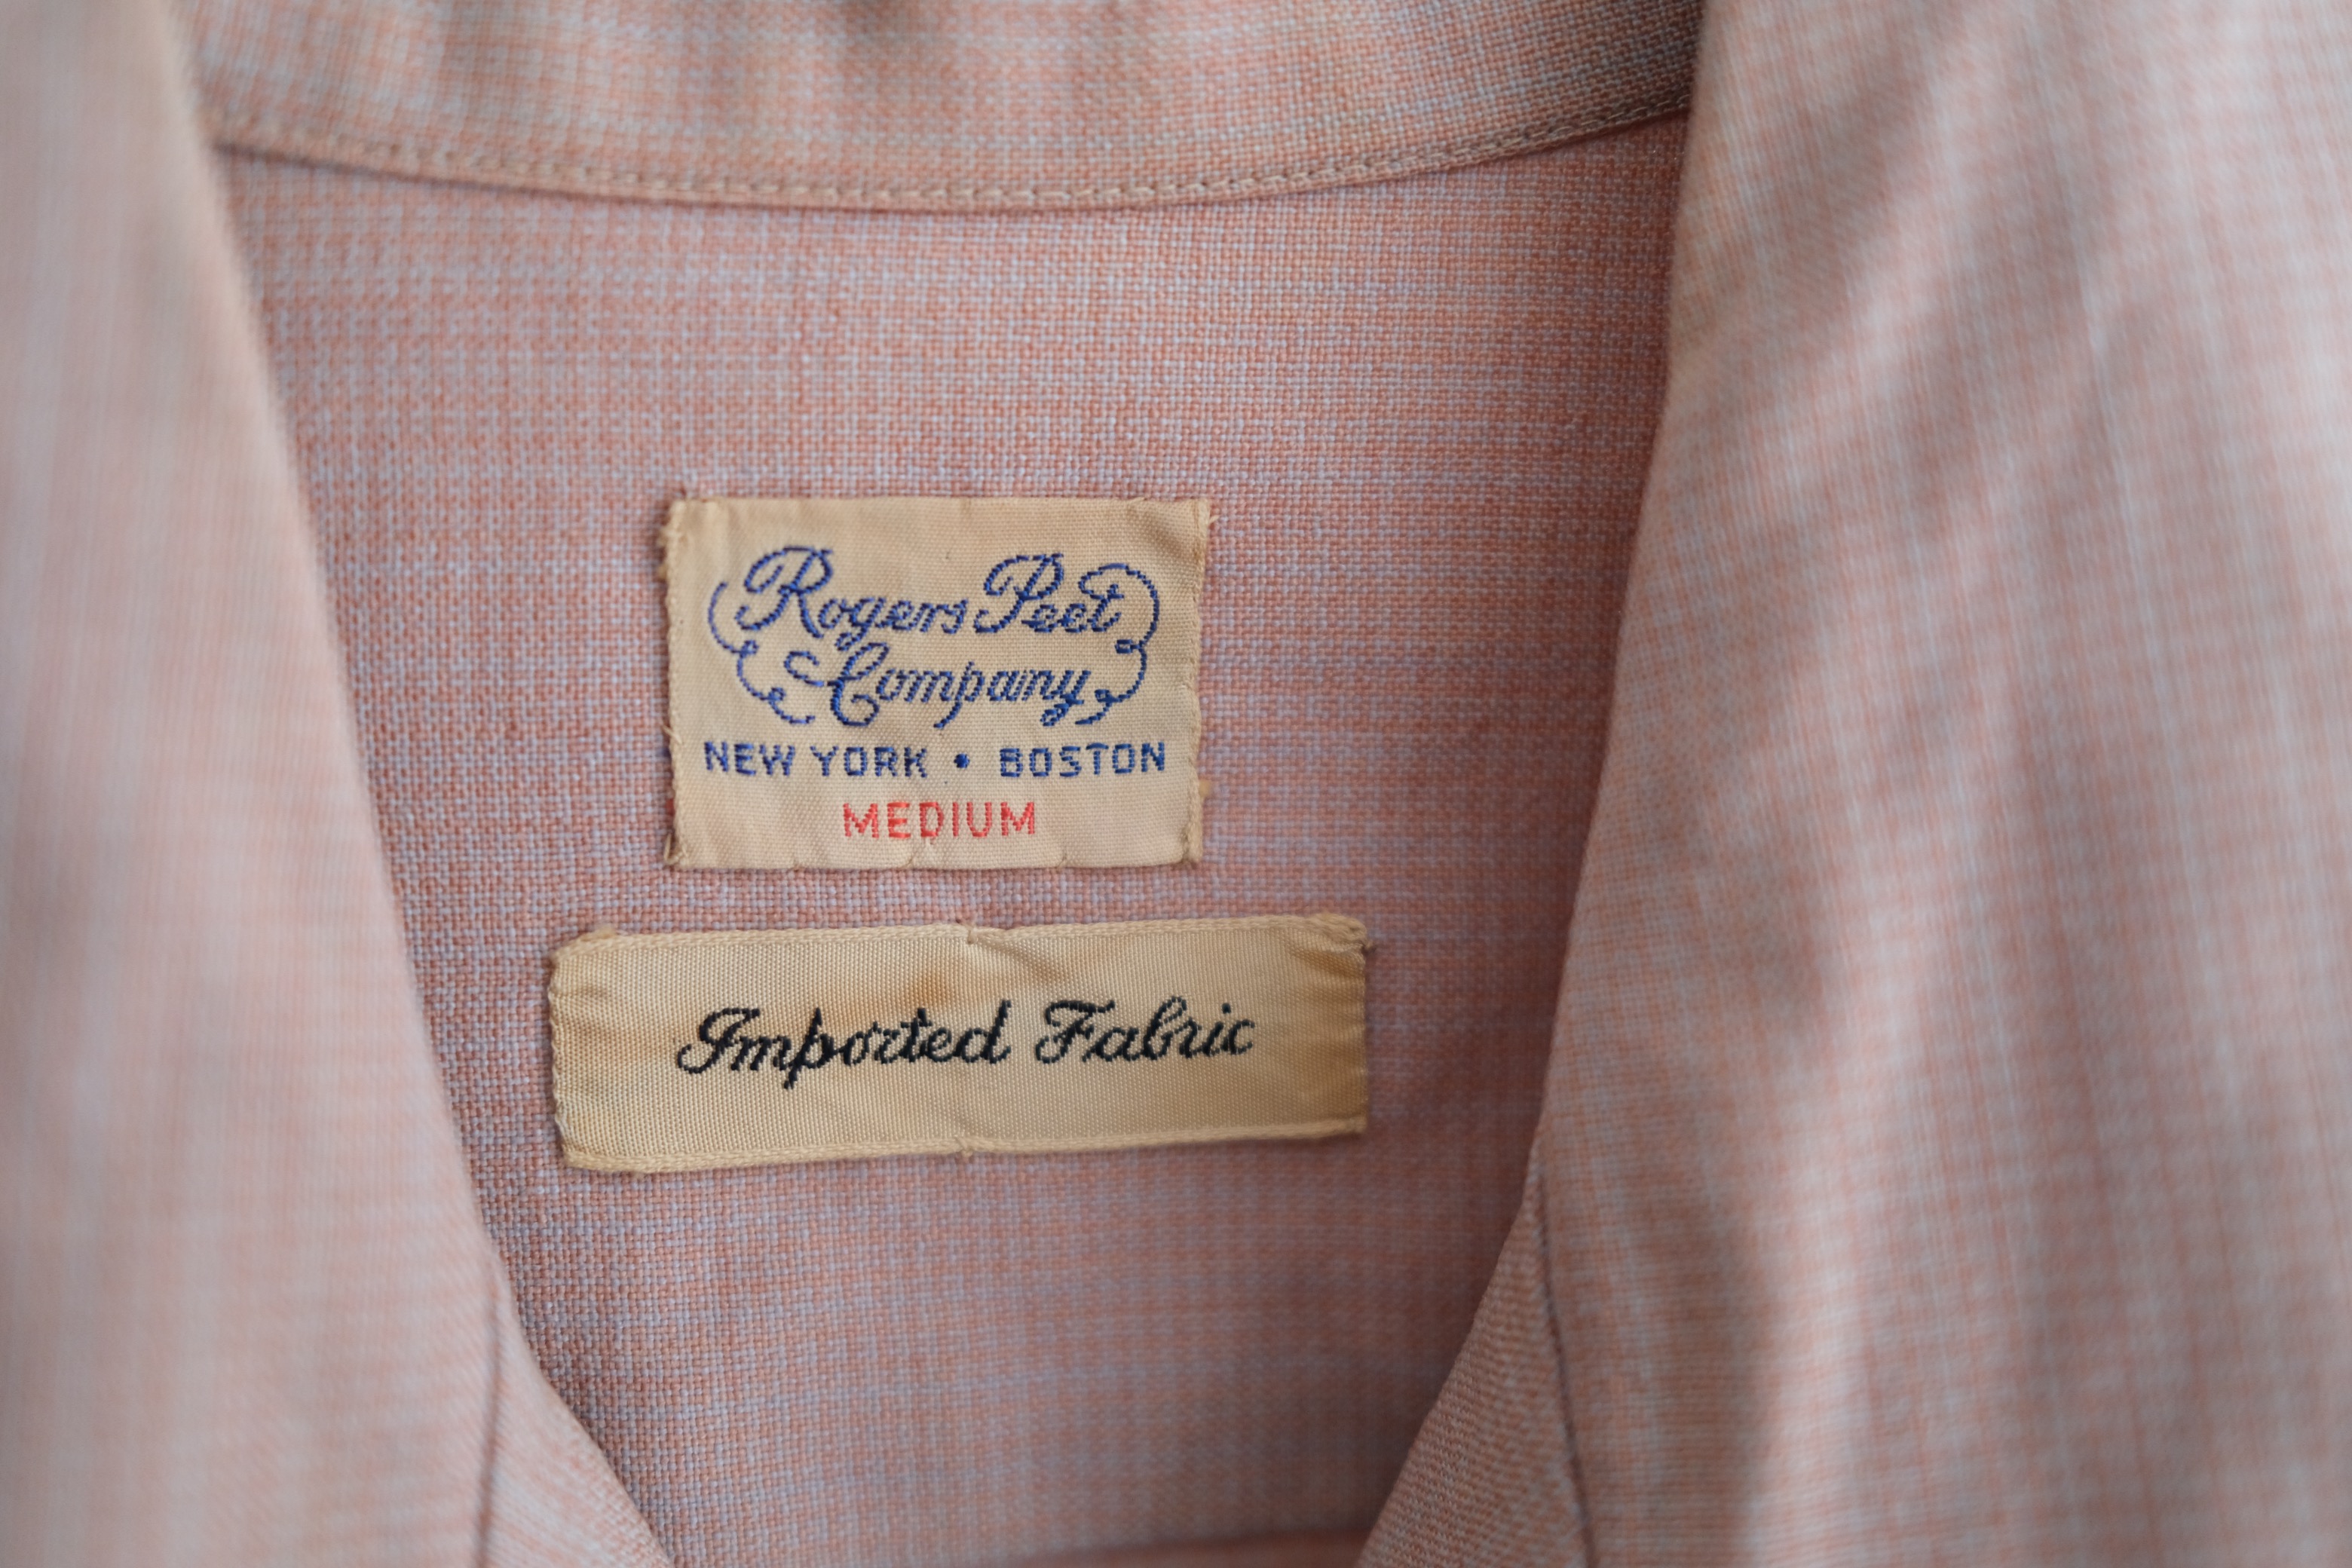 Rogers Peet
Company
NEW YORK • BOSTON
MEDIUM
Imported Fabric